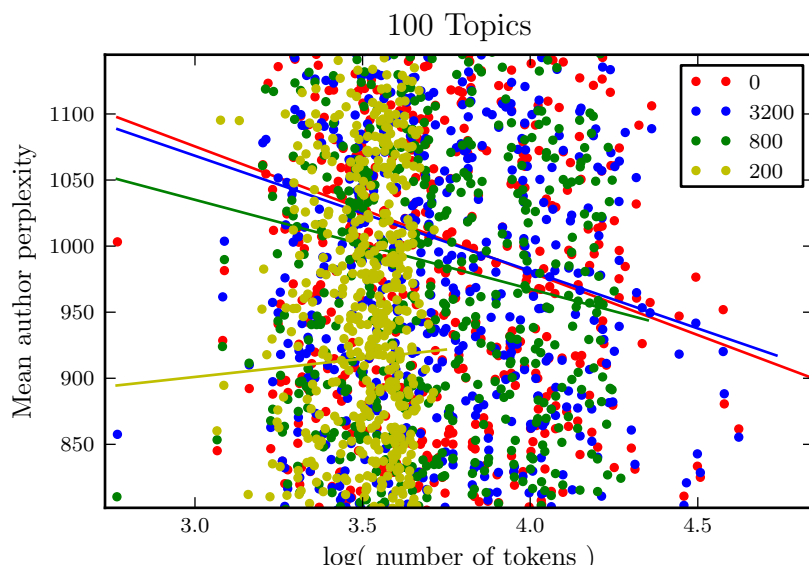 100 Topics
0
3200
800
200
Mean author perplexity
1100
1050
1000
950
900
850
3.0 3.5 4.0 4.5
log( number of tokens )